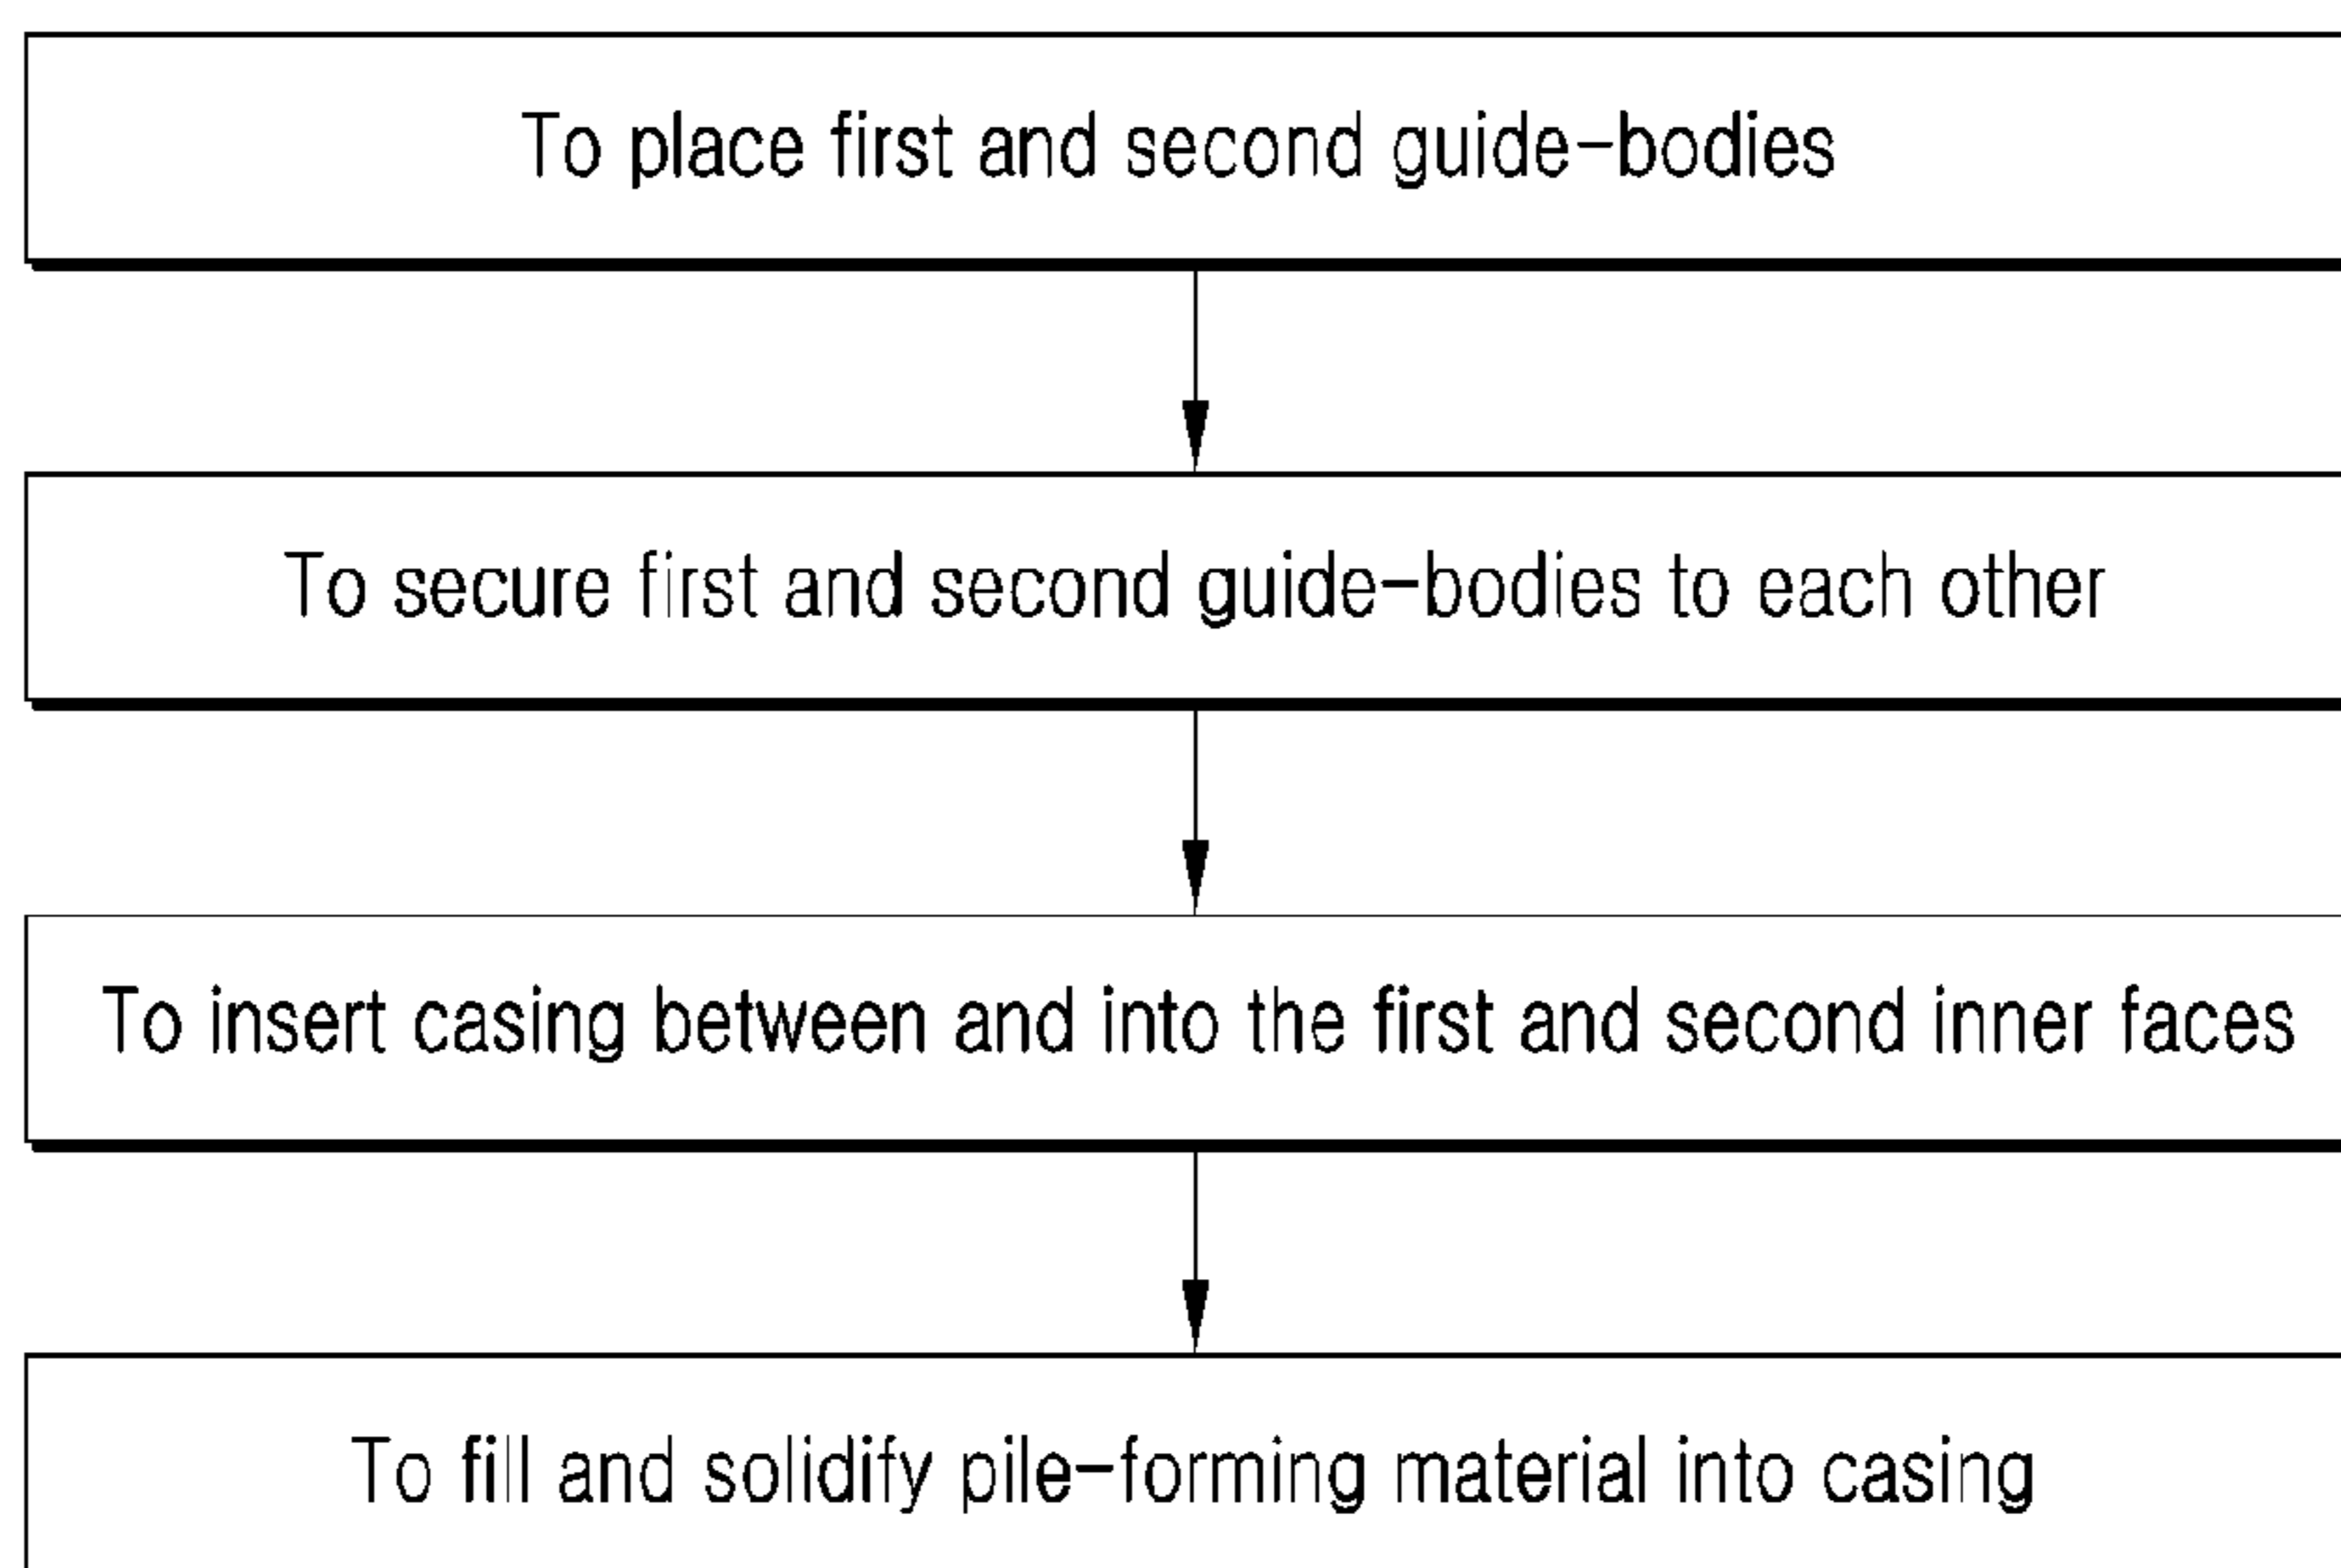 To place first and second guide-bodies
To secure first and second guide-bodies to each other
To insert casing between and into the first and second inner faces
To fill and solidify pile-forming material into casing